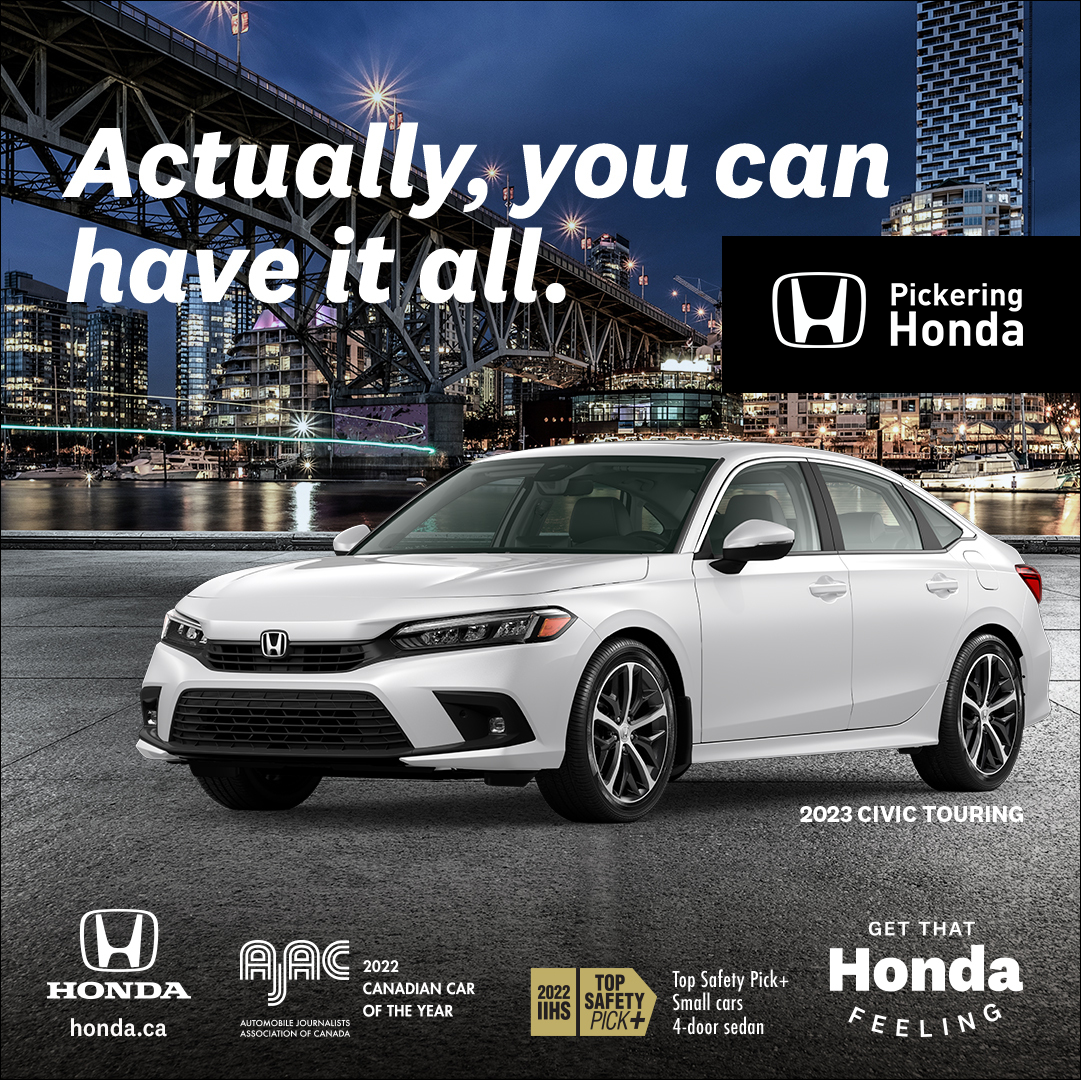 Actually, you can
have it all.
Pickering
Honda
2023 CIVIC TOURING
HONDA
honda.ca
AJAC
AUTOMOBILE JOURNALISTS
ASSOCIATION OF CANADA
2022
CANADIAN CAR
OF THE YEAR
2022
IIHS
TOP
SAFETY
PICK+
Top Safety Pick+
Small cars
4-door sedan
GET THAT
Honda
FEELING